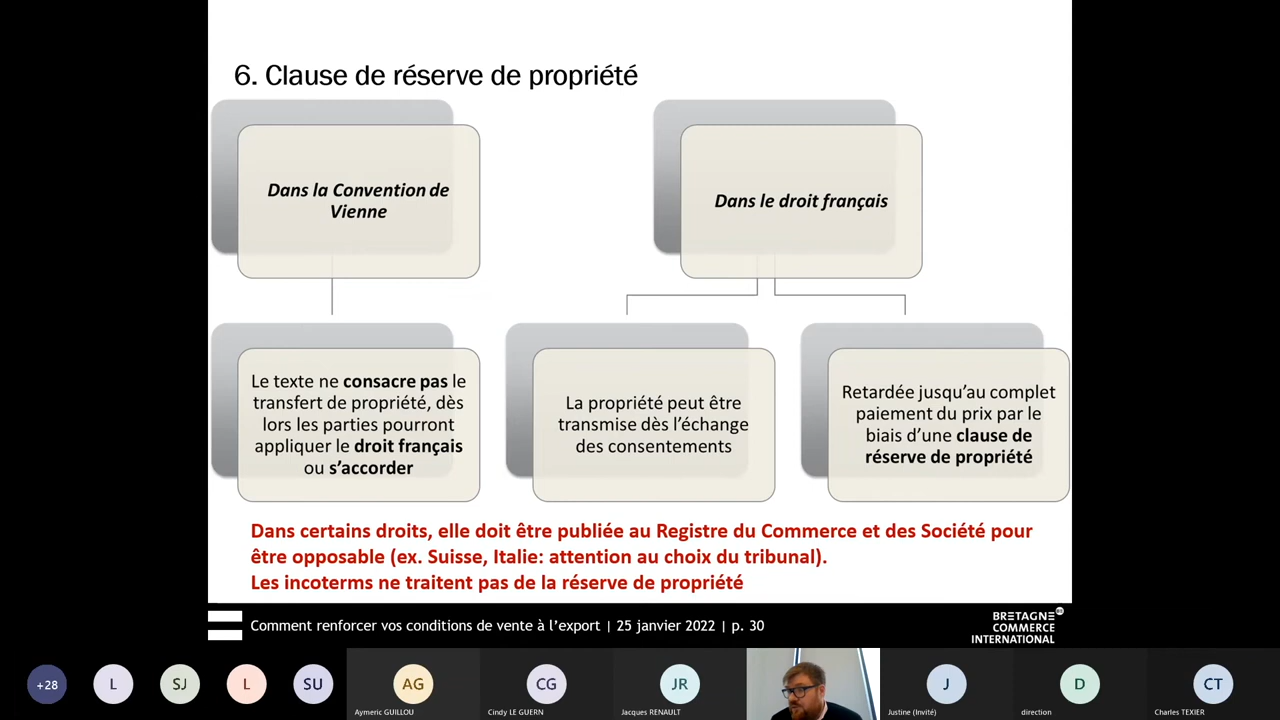 6. Clause de réserve de propriété
Dans la Convention de
Vienne
Dans le droit français
Le texte ne consacre pas le
transfert de propriété, dès
lors les parties pourront
appliquer le droit français
ou s’accorder
La propriété peut être
transmise dès l’échange
des consentements
Retardée jusqu’au complet
paiement du prix par le
biais d’une clause de
réserve de propriété
Dans certains droits, elle doit être publiée au Registre du Commerce et des Société pour
être opposable (ex. Suisse, Italie: attention au choix du tribunal).
Les incoterms ne traitent pas de la réserve de propriété
Comment renforcer vos conditions de vente à l’export | 25 janvier 2022 | p. 30
BRETAGNE
COMMERCE
INTERNATIONAL
+28
L
SJ
L
SU
AG
Aymeric GUILLOU
CG
Cindy LE GUERN
JR
Jacques RENAULT
J
Justine (Invité)
D
direction
CT
Charles TEXIER